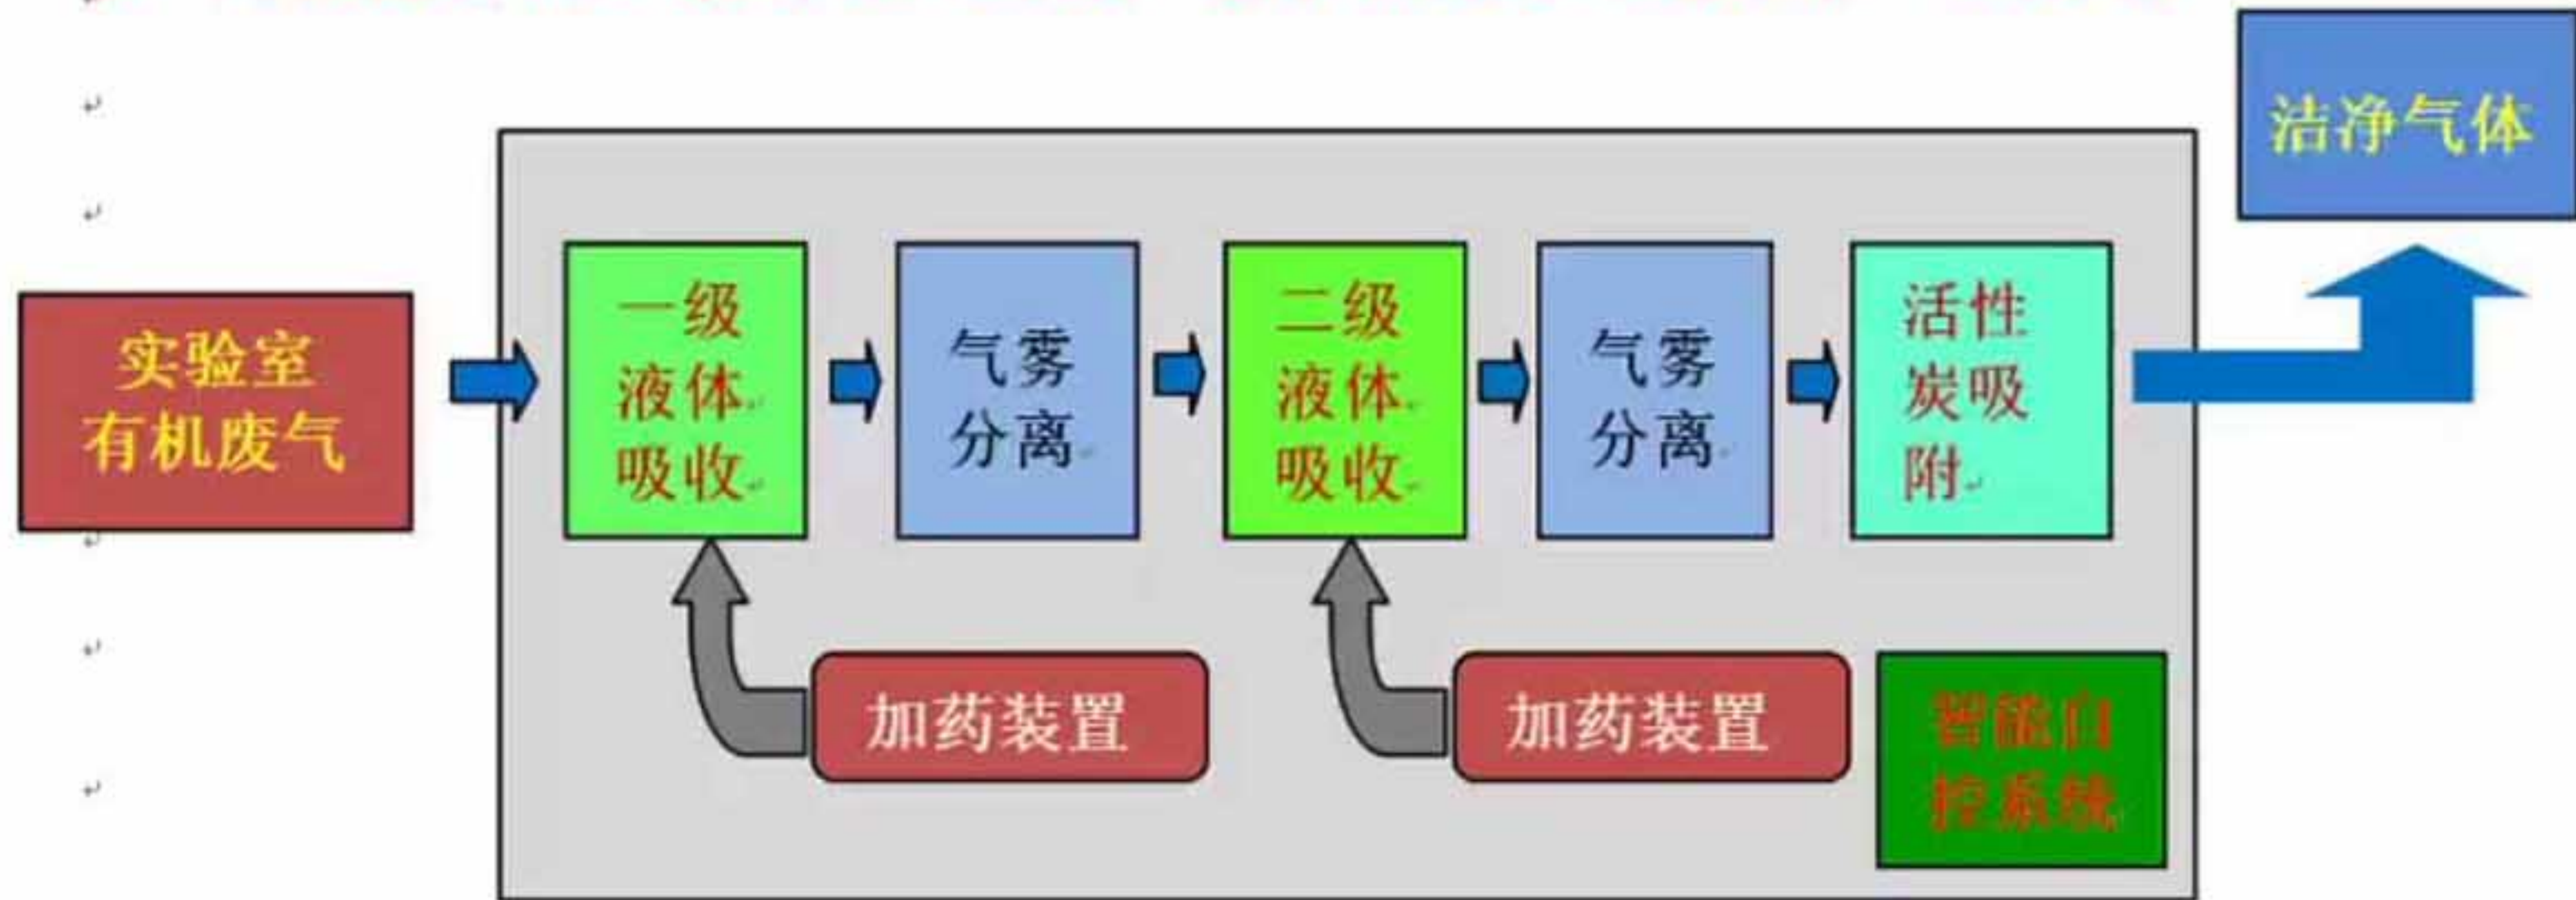 洁净气体
实验室
有机废气
一级
液体
吸收
气雾
分离
二级
液体
吸收
气雾
分离
活性
炭吸
附
加药装置
加药装置
智能自
控系统